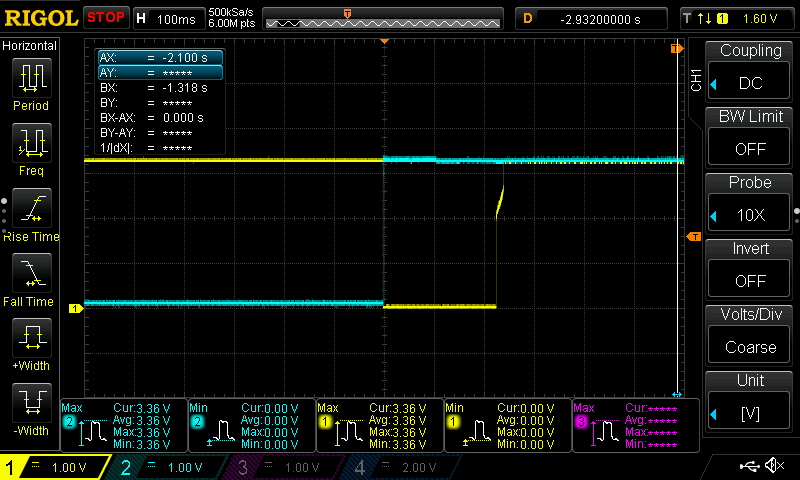 RIGOL STOP H 100ms 500kSa/s 6.00M pts T D -2.93200000 s T 1 1.60 V
Horizontal
Period
Freq
Rise Time
Fall Time
+Width
-Width
AX: = -2.100 s
AY: = *****
BX: = -1.318 s
BY: = *****
BX-AX: = 0.000 s
BY-AY: = *****
1/|dX|: = *****
T
T
1
CH1
Coupling
DC
BW Limit
OFF
Probe
10X
Invert
OFF
Volts/Div
Coarse
Unit
[V]
Max
2
Cur:3.36 V
Avg:3.36 V
Max:3.36 V
Min:3.36 V
Min
2
Cur:0.00 V
Avg:0.00 V
Max:0.00 V
Min:0.00 V
Max
1
Cur:3.36 V
Avg:3.36 V
Max:3.36 V
Min:3.36 V
Min
1
Cur:0.00 V
Avg:0.00 V
Max:0.00 V
Min:0.00 V
Max
3
Cur:*****
Avg:*****
Max:*****
Min:*****
1 = 1.00 V 2 = 1.00 V 3 = 1.00 V 4 = 2.00 V